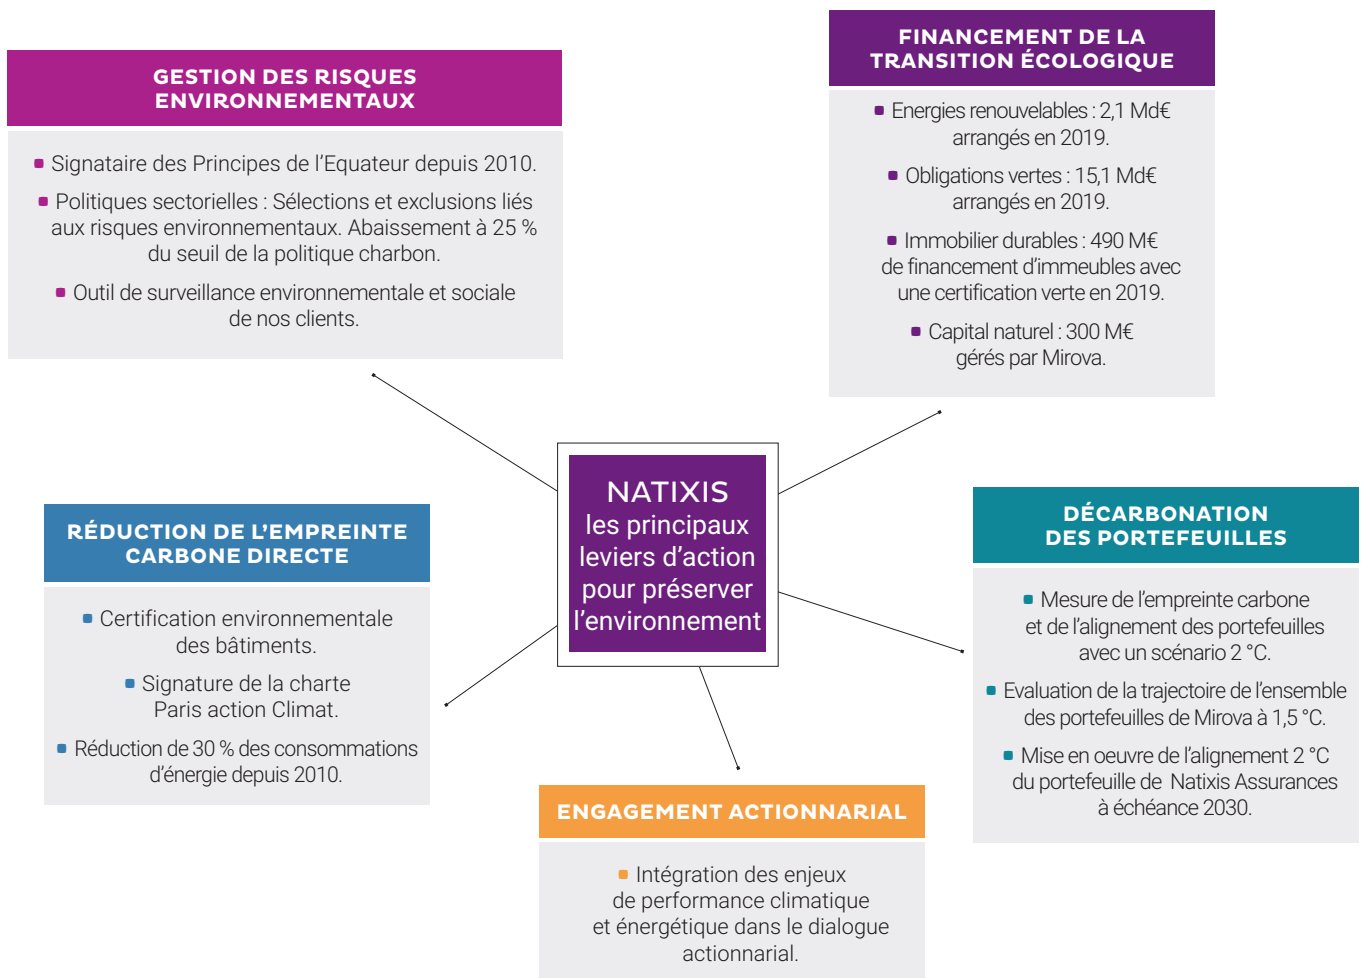 GESTION DES RISQUES
ENVIRONNEMENTAUX
Signataire des Principes de l’Equateur depuis 2010.
Politiques sectorielles : Sélections et exclusions liés
aux risques environnementaux. Abaissement à 25 %
du seuil de la politique charbon.
Outil de surveillance environnementale et sociale
de nos clients.
FINANCEMENT DE LA
TRANSITION ÉCOLOGIQUE
Energies renouvelables : 2,1 Md€
arrangés en 2019.
Obligations vertes : 15,1 Md€
arrangés en 2019.
Immobilier durables : 490 M€
de financement d’immeubles avec
une certification verte en 2019.
Capital naturel : 300 M€
gérés par Mirova.
NATIXIS
les principaux
leviers d’action
pour préserver
l’environnement
RÉDUCTION DE L’EMPREINTE
CARBONE DIRECTE
Certification environnementale
des bâtiments.
Signature de la charte
Paris action Climat.
Réduction de 30 % des consommations
d’énergie depuis 2010.
DÉCARBONATION
DES PORTEFEUILLES
Mesure de l’empreinte carbone
et de l’alignement des portefeuilles
avec un scénario 2 °C.
Evaluation de la trajectoire de l’ensemble
des portefeuilles de Mirova à 1,5 °C.
Mise en oeuvre de l’alignement 2 °C
du portefeuille de Natixis Assurances
à échéance 2030.
ENGAGEMENT ACTIONNARIAL
Intégration des enjeux
de performance climatique
et énergétique dans le dialogue
actionnarial.